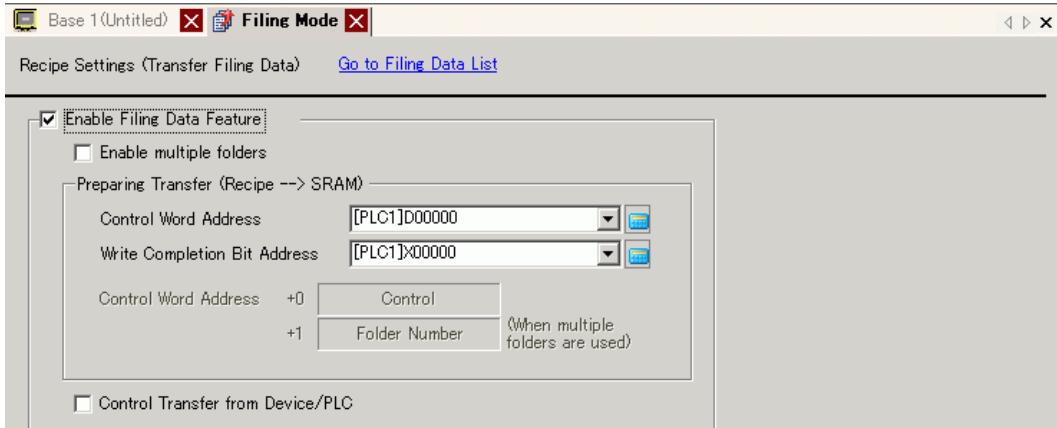 Base 1(Untitled) Filing Mode
Recipe Settings (Transfer Filing Data) Go to Filing Data List
Enable Filing Data Feature
Enable multiple folders
Preparing Transfer (Recipe --> SRAM)
Control Word Address [PLC1]D00000
Write Completion Bit Address [PLC1]X00000
Control Word Address +0 Control
+1 Folder Number (When multiple
folders are used)
Control Transfer from Device/PLC